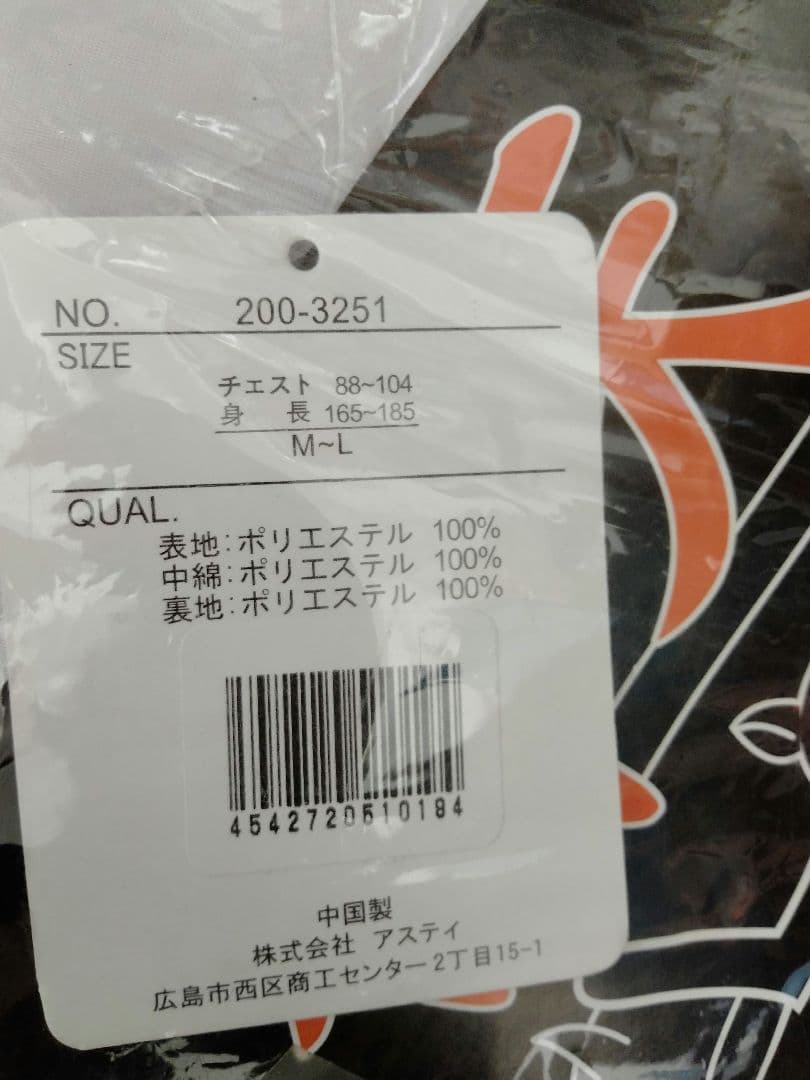 NO. 200-3251
SIZE
チェスト 88~104
身 長 165~185
M~L
QUAL.
表地:ポリエステル 100%
中綿:ポリエステル 100%
裏地:ポリエステル 100%
4542720510184
中国製
株式会社 アスティ
広島市西区商工センター2丁目15-1